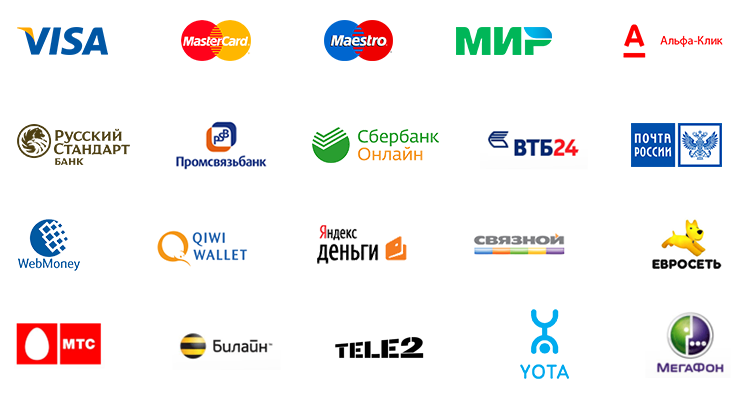 VISA
MasterCard
Maestro
МИР
А
Альфа-Клик
Русский
Стандарт
БАНК
PSB
Промсвязьбанк
Сбербанк
Онлайн
ВТБ24
ПОЧТА
РОССИИ
WebMoney
QIWI
WALLET
Яндекс
деньги
СВЯЗНОЙ
ЕВРОСЕТЬ
МТС
Билайн™
TELE2
YOTA
МЕГАФОН